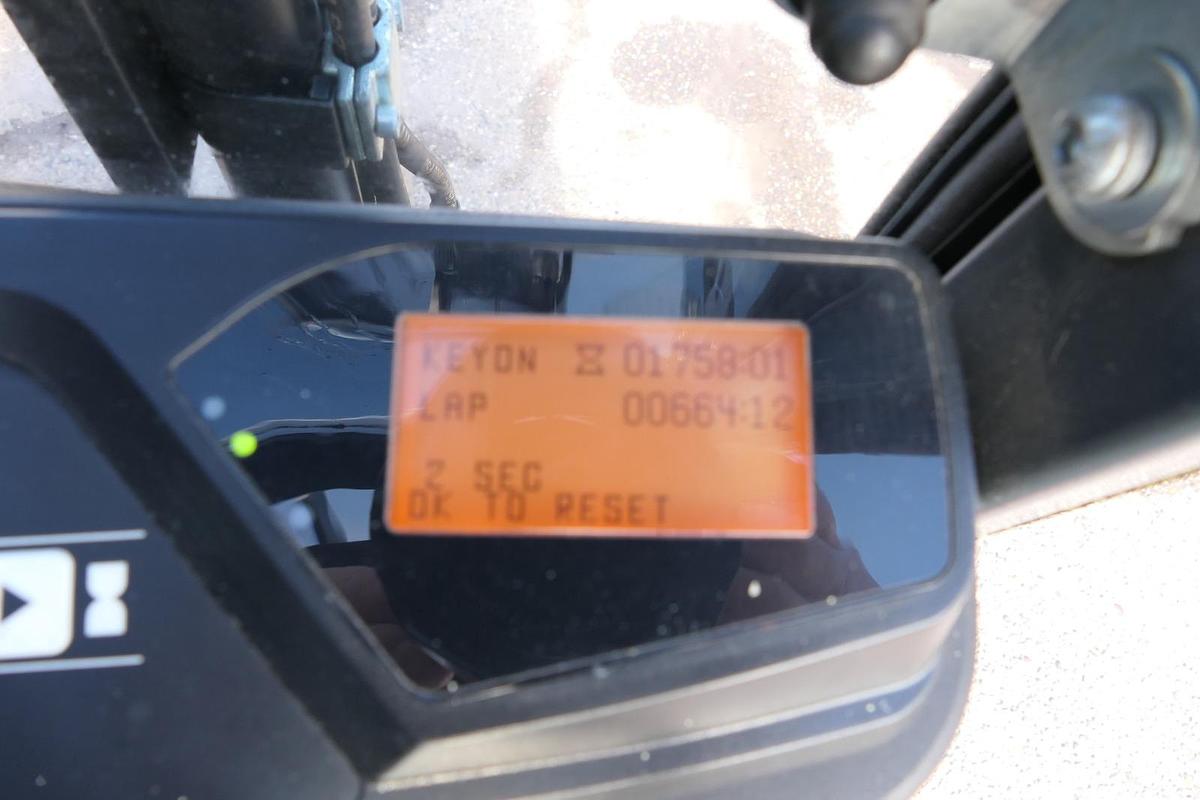 KEYON 01758:01
LAP 00664:12
2 SEC
OK TO RESET